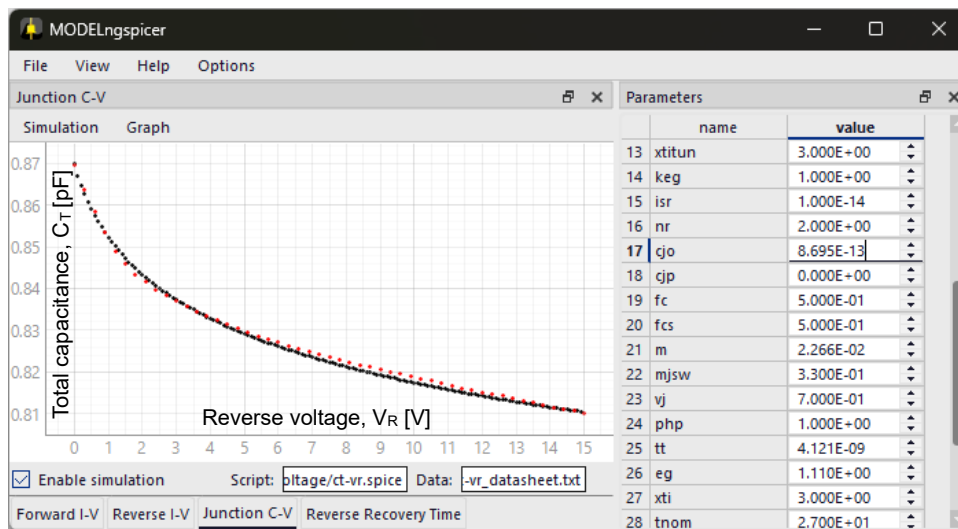 MODELngspicer
File View Help Options
Junction C-V
Simulation Graph
0.87
0.86
0.85
0.84
0.83
0.82
0.81
Total capacitance, CT [pF]
Reverse voltage, VR [V]
0 1 2 3 4 5 6 7 8 9 10 11 12 13 14 15
Enable simulation Script: oltage/ct-vr.spice Data: -vr_datasheet.txt
Forward I-V Reverse I-V Junction C-V Reverse Recovery Time
Parameters
name value
13 xtitun 3.000E+00
14 keg 1.000E+00
15 isr 1.000E-14
16 nr 2.000E+00
17 cjo 8.695E-13
18 cjp 0.000E+00
19 fc 5.000E-01
20 fcs 5.000E-01
21 m 2.266E-02
22 mjsw 3.300E-01
23 vj 7.000E-01
24 php 1.000E+00
25 tt 4.121E-09
26 eg 1.110E+00
27 xti 3.000E+00
28 tnom 2.700E+01